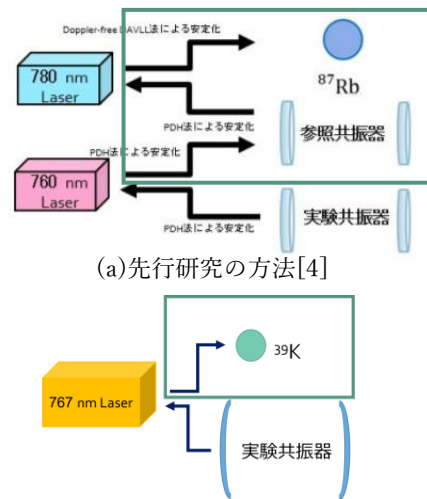 Doppler-free DAVLL法による安定化
780 nm
Laser
⁸⁷Rb
PDH法による安定化
参照共振器
PDH法による安定化
760 nm
Laser
実験共振器
PDH法による安定化
(a)先行研究の方法[4]
³⁹K
767 nm Laser
実験共振器